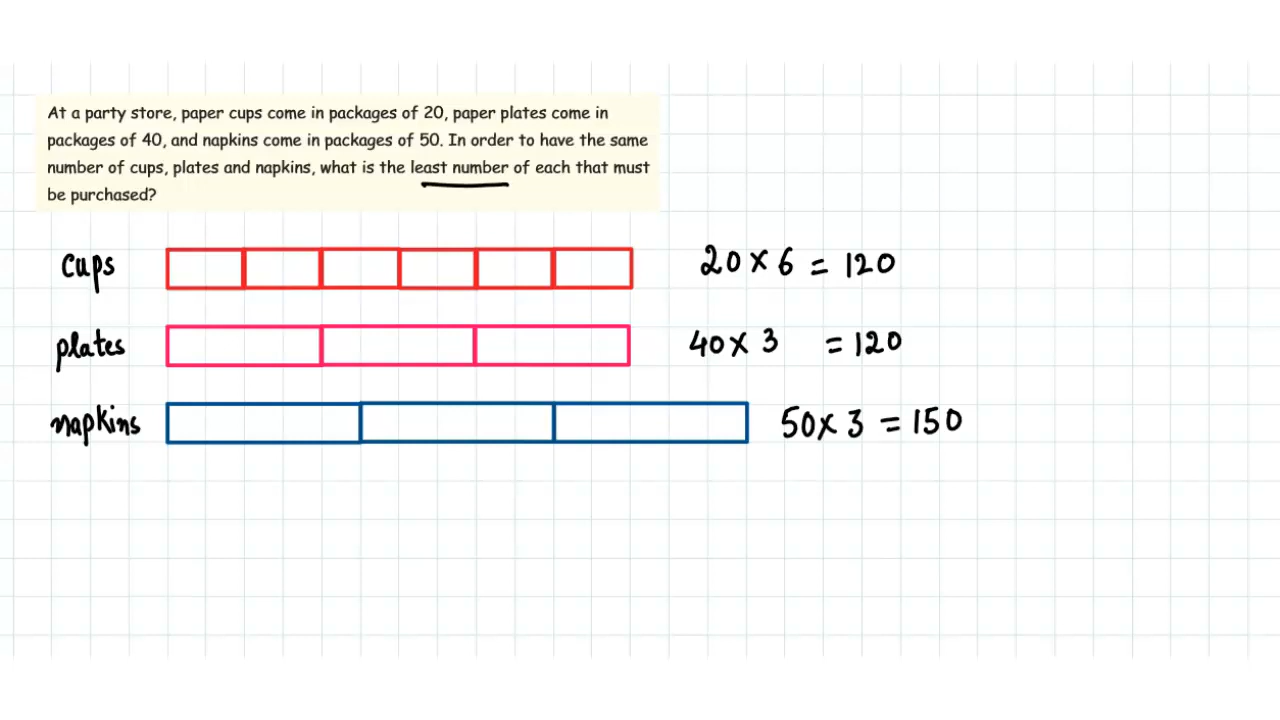 At a party store, paper cups come in packages of 20, paper plates come in
packages of 40, and napkins come in packages of 50. In order to have the same
number of cups, plates and napkins, what is the least number of each that must
be purchased?
cups 20 x 6 = 120
plates 40 x 3 = 120
napkins 50 x 3 = 150